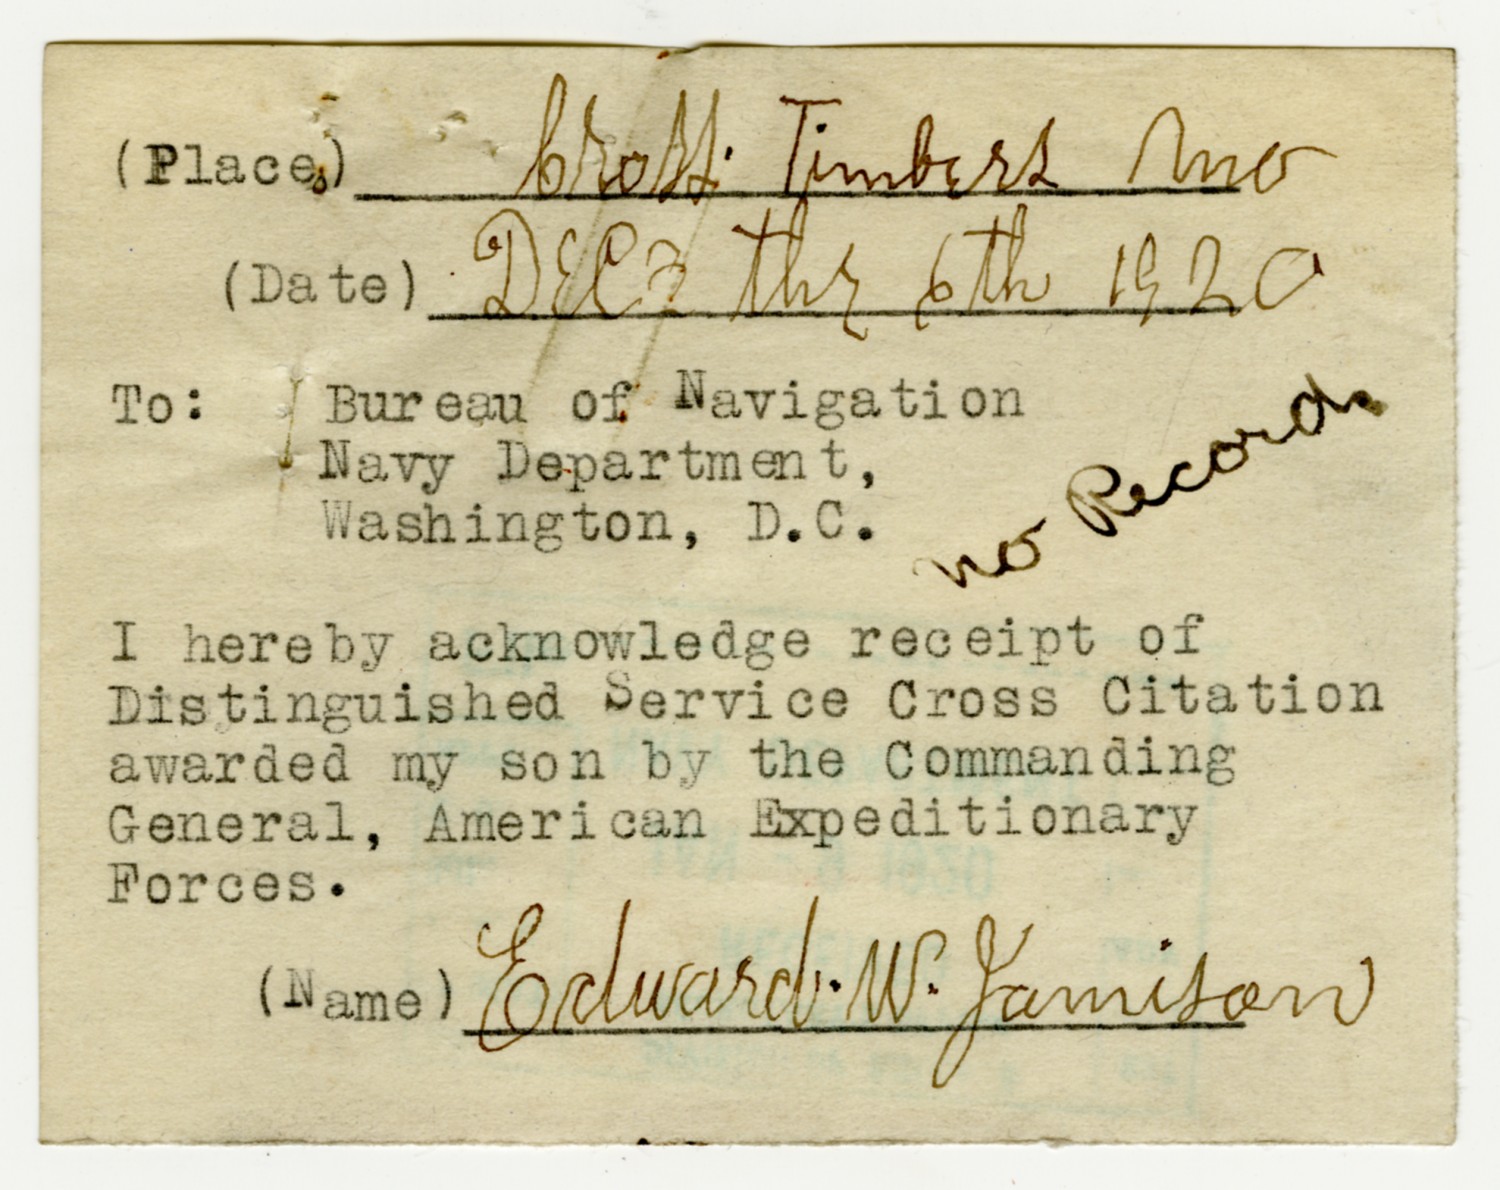 (Place) Cross. Timbers Mo
(Date) DEC the 6th 1920
To: Bureau of Navigation
Navy Department,
Washington, D.C.
no Record.
I hereby acknowledge receipt of
Distinguished Service Cross Citation
awarded my son by the Commanding
General, American Expeditionary
Forces.
(Name) Edward. W. Jamison